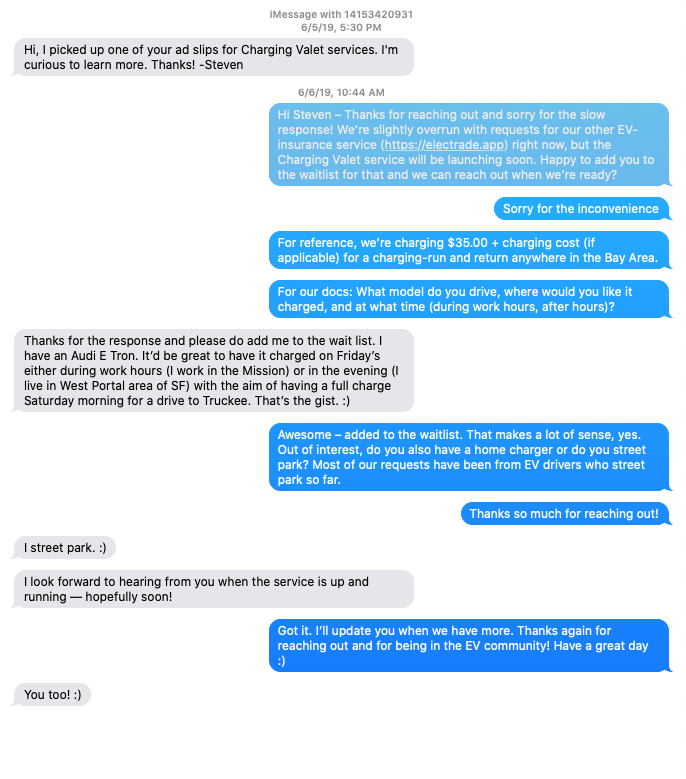 iMessage with 14153420931
6/5/19, 5:30 PM
Hi, I picked up one of your ad slips for Charging Valet services. I'm
curious to learn more. Thanks! -Steven
6/6/19, 10:44 AM
Hi Steven – Thanks for reaching out and sorry for the slow
response! We’re slightly overrun with requests for our other EV-
insurance service (https://electrade.app) right now, but the
Charging Valet service will be launching soon. Happy to add you to
the waitlist for that and we can reach out when we’re ready?
Sorry for the inconvenience
For reference, we’re charging $35.00 + charging cost (if
applicable) for a charging-run and return anywhere in the Bay Area.
For our docs: What model do you drive, where would you like it
charged, and at what time (during work hours, after hours)?
Thanks for the response and please do add me to the wait list. I
have an Audi E Tron. It’d be great to have it charged on Friday’s
either during work hours (I work in the Mission) or in the evening (I
live in West Portal area of SF) with the aim of having a full charge
Saturday morning for a drive to Truckee. That’s the gist. :)
Awesome – added to the waitlist. That makes a lot of sense, yes.
Out of interest, do you also have a home charger or do you street
park? Most of our requests have been from EV drivers who street
park so far.
Thanks so much for reaching out!
I street park. :)
I look forward to hearing from you when the service is up and
running — hopefully soon!
Got it. I’ll update you when we have more. Thanks again for
reaching out and for being in the EV community! Have a great day
:)
You too! :)